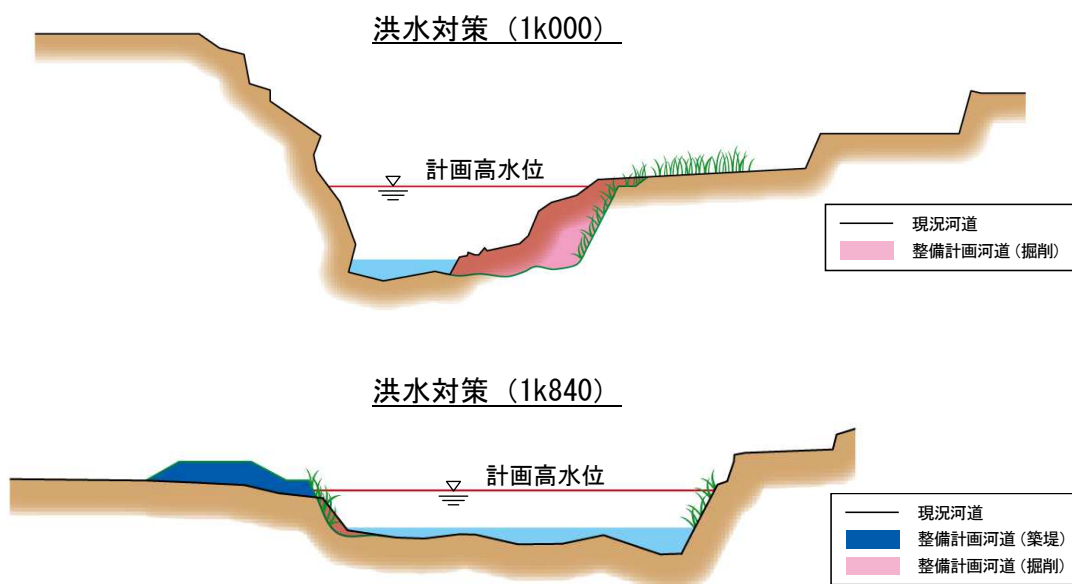 洪水対策（1k000）
計画高水位
現況河道
整備計画河道（掘削）
洪水対策（1k840）
計画高水位
現況河道
整備計画河道（築堤）
整備計画河道（掘削）